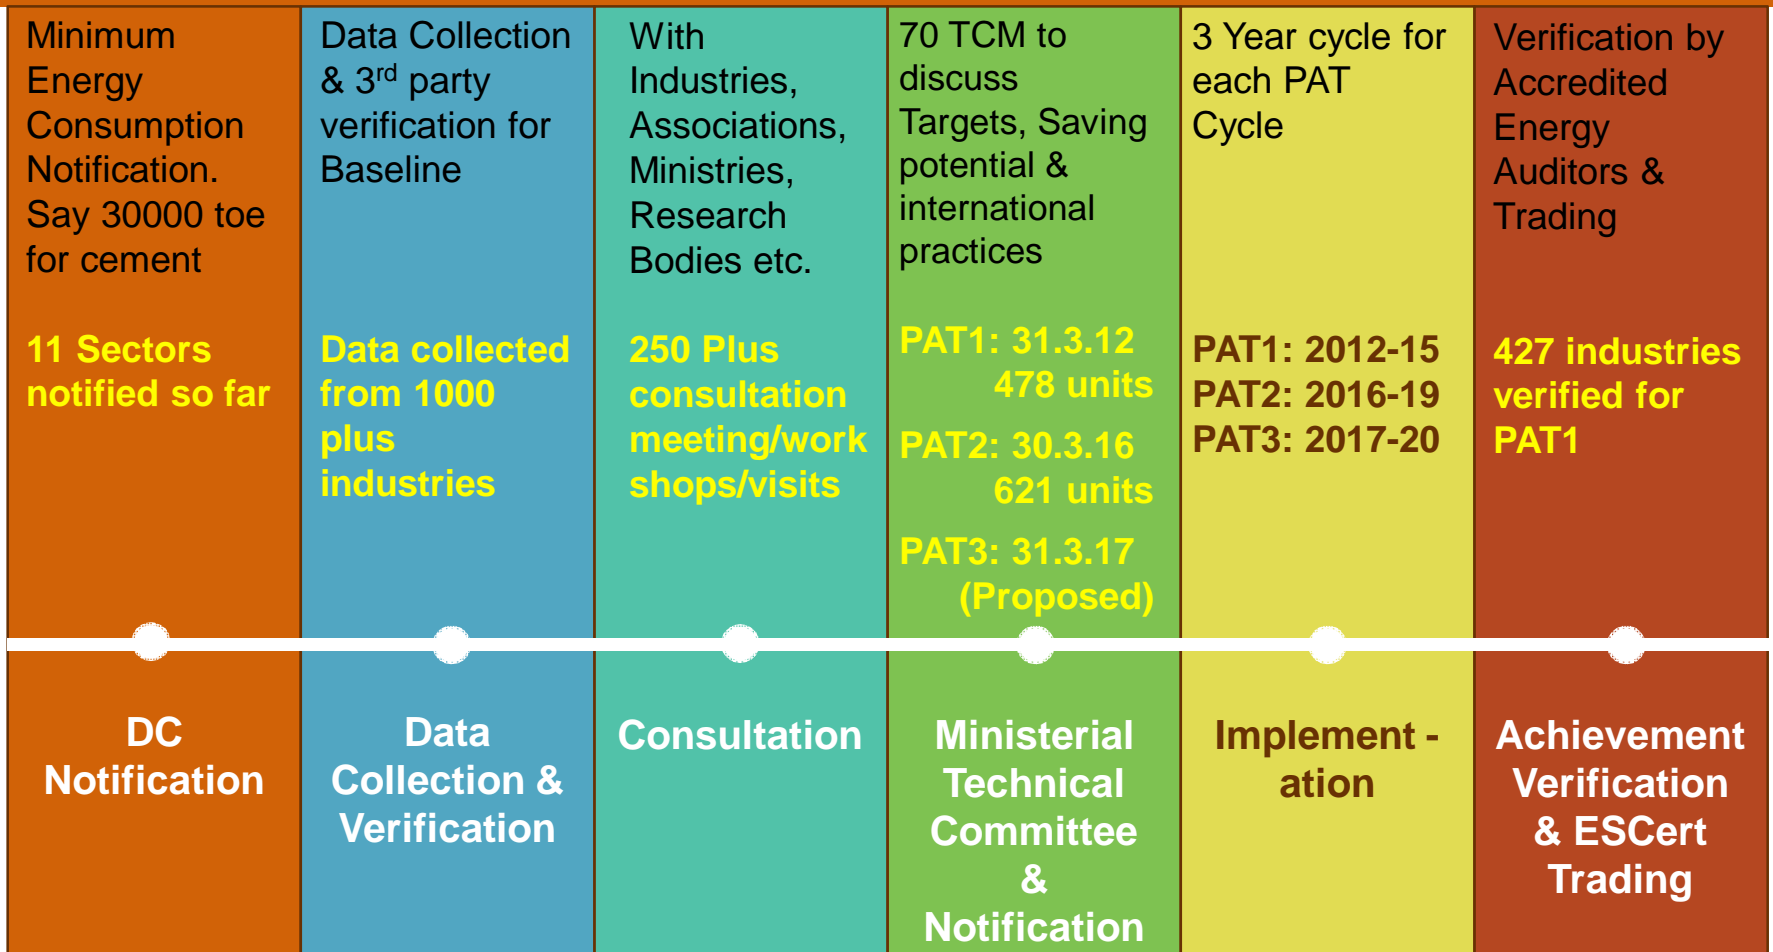 Minimum
Energy
Consumption
Notification.
Say 30000 toe
for cement
11 Sectors
notified so far
DC
Notification
Data Collection
& 3rd party
verification for
Baseline
Data collected
from 1000
plus
industries
Data
Collection &
Verification
With
Industries,
Associations,
Ministries,
Research
Bodies etc.
250 Plus
consultation
meeting/work
shops/visits
Consultation
70 TCM to
discuss
Targets, Saving
potential &
international
practices
PAT1: 31.3.12
478 units
PAT2: 30.3.16
621 units
PAT3: 31.3.17
(Proposed)
Ministerial
Technical
Committee
&
Notification
3 Year cycle for
each PAT
Cycle
PAT1: 2012-15
PAT2: 2016-19
PAT3: 2017-20
Implement -
ation
Verification by
Accredited
Energy
Auditors &
Trading
427 industries
verified for
PAT1
Achievement
Verification
& ESCert
Trading